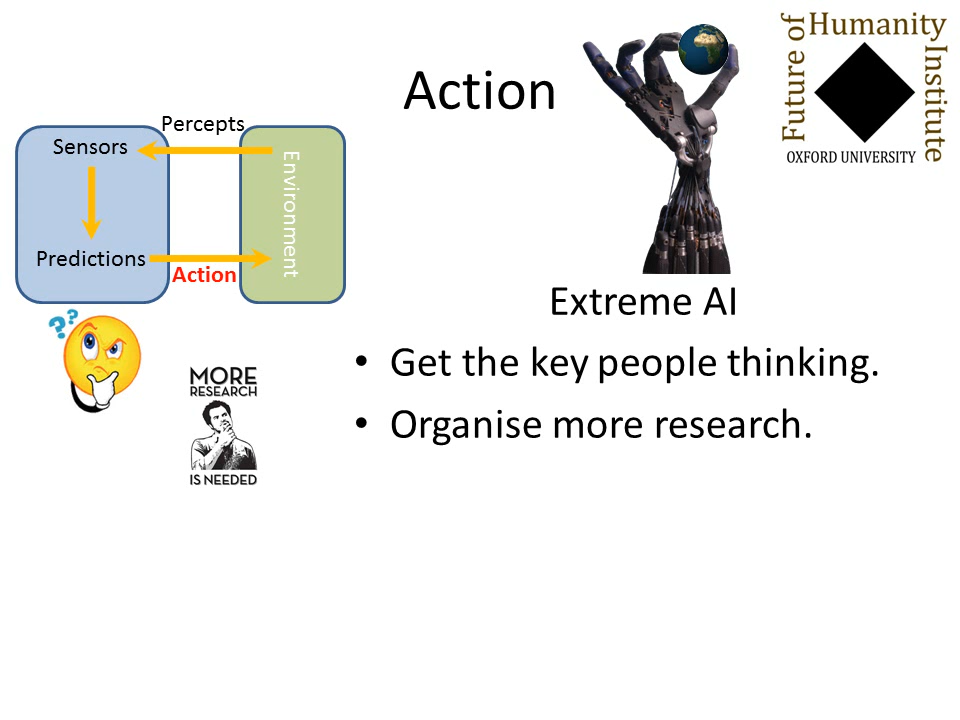 Action
Future of
Humanity
Institute
OXFORD UNIVERSITY
Percepts
Sensors
Environment
Predictions
Action
??
Extreme AI
• Get the key people thinking.
• Organise more research.
MORE
RESEARCH
IS NEEDED